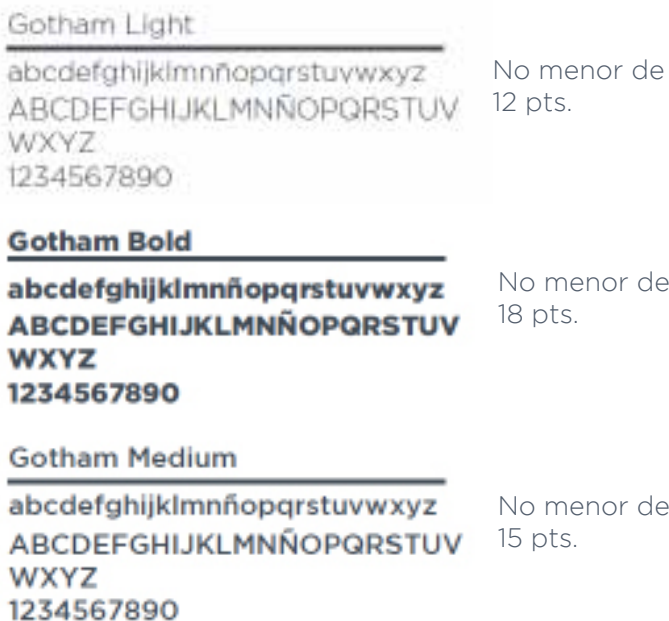 Gotham Light
abcdefghijklmnñopqrstuvwxyz
ABCDEFGHIJKLMNÑOPQRSTUV
WXYZ
1234567890
No menor de
12 pts.
Gotham Bold
abcdefghijklmnñopqrstuvwxyz
ABCDEFGHIJKLMNÑOPQRSTUV
WXYZ
1234567890
No menor de
18 pts.
Gotham Medium
abcdefghijklmnñopqrstuvwxyz
ABCDEFGHIJKLMNÑOPQRSTUV
WXYZ
1234567890
No menor de
15 pts.